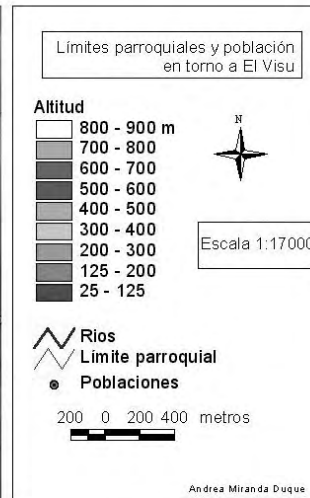 Límites parroquiales y población
en torno a El Visu
Altitud
800 - 900 m
700 - 800
600 - 700
500 - 600
400 - 500
300 - 400
200 - 300
125 - 200
25 - 125
N
Escala 1:17000
Rios
Límite parroquial
Poblaciones
200 0 200 400 metros
Andrea Miranda Duque